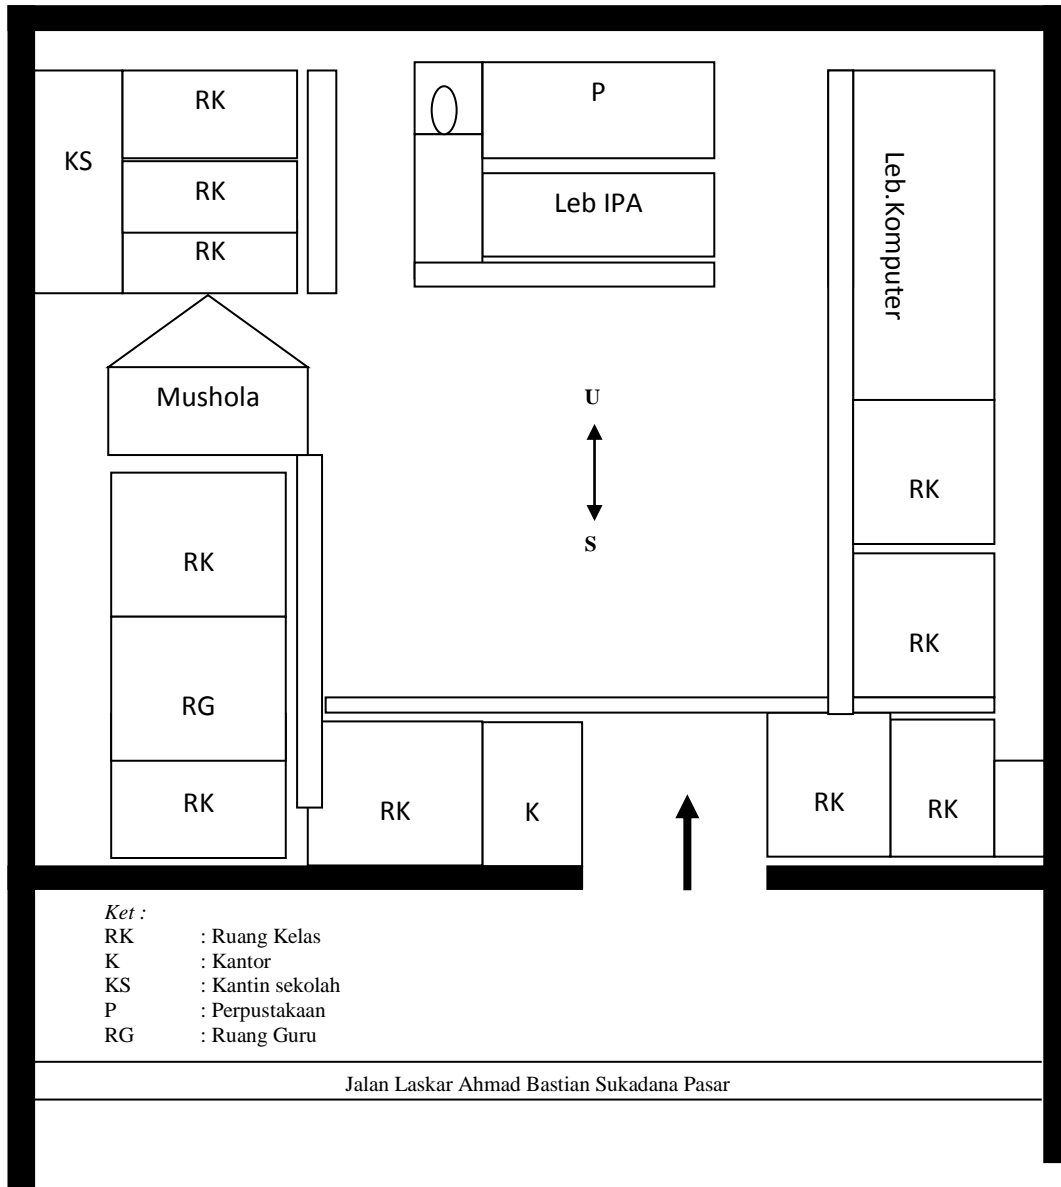 RK
P
KS
RK
Leb IPA
RK
Leb.Komputer
Mushola
U
RK
S
RK
RK
RG
RK
RK
K
RK
RK
Ket :
RK : Ruang Kelas
K : Kantor
KS : Kantin sekolah
P : Perpustakaan
RG : Ruang Guru
Jalan Laskar Ahmad Bastian Sukadana Pasar